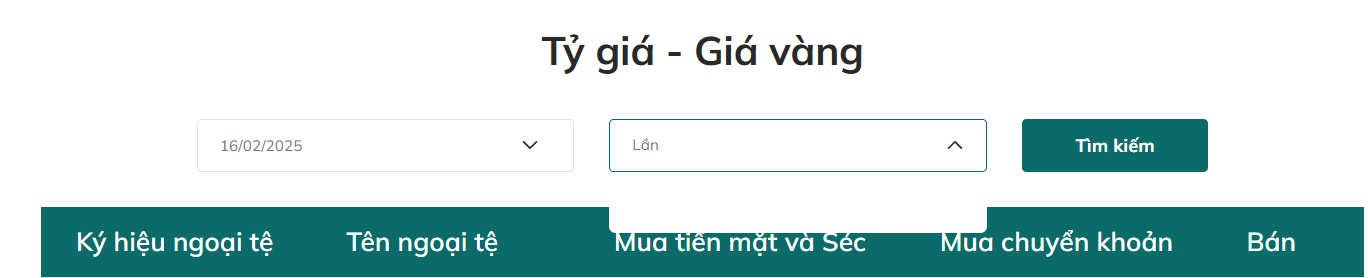 Tỷ giá - Giá vàng
16/02/2025
Lần
Tìm kiếm
Ký hiệu ngoại tệ
Tên ngoại tệ
Mua tiền mặt và Séc
Mua chuyển khoản
Bán